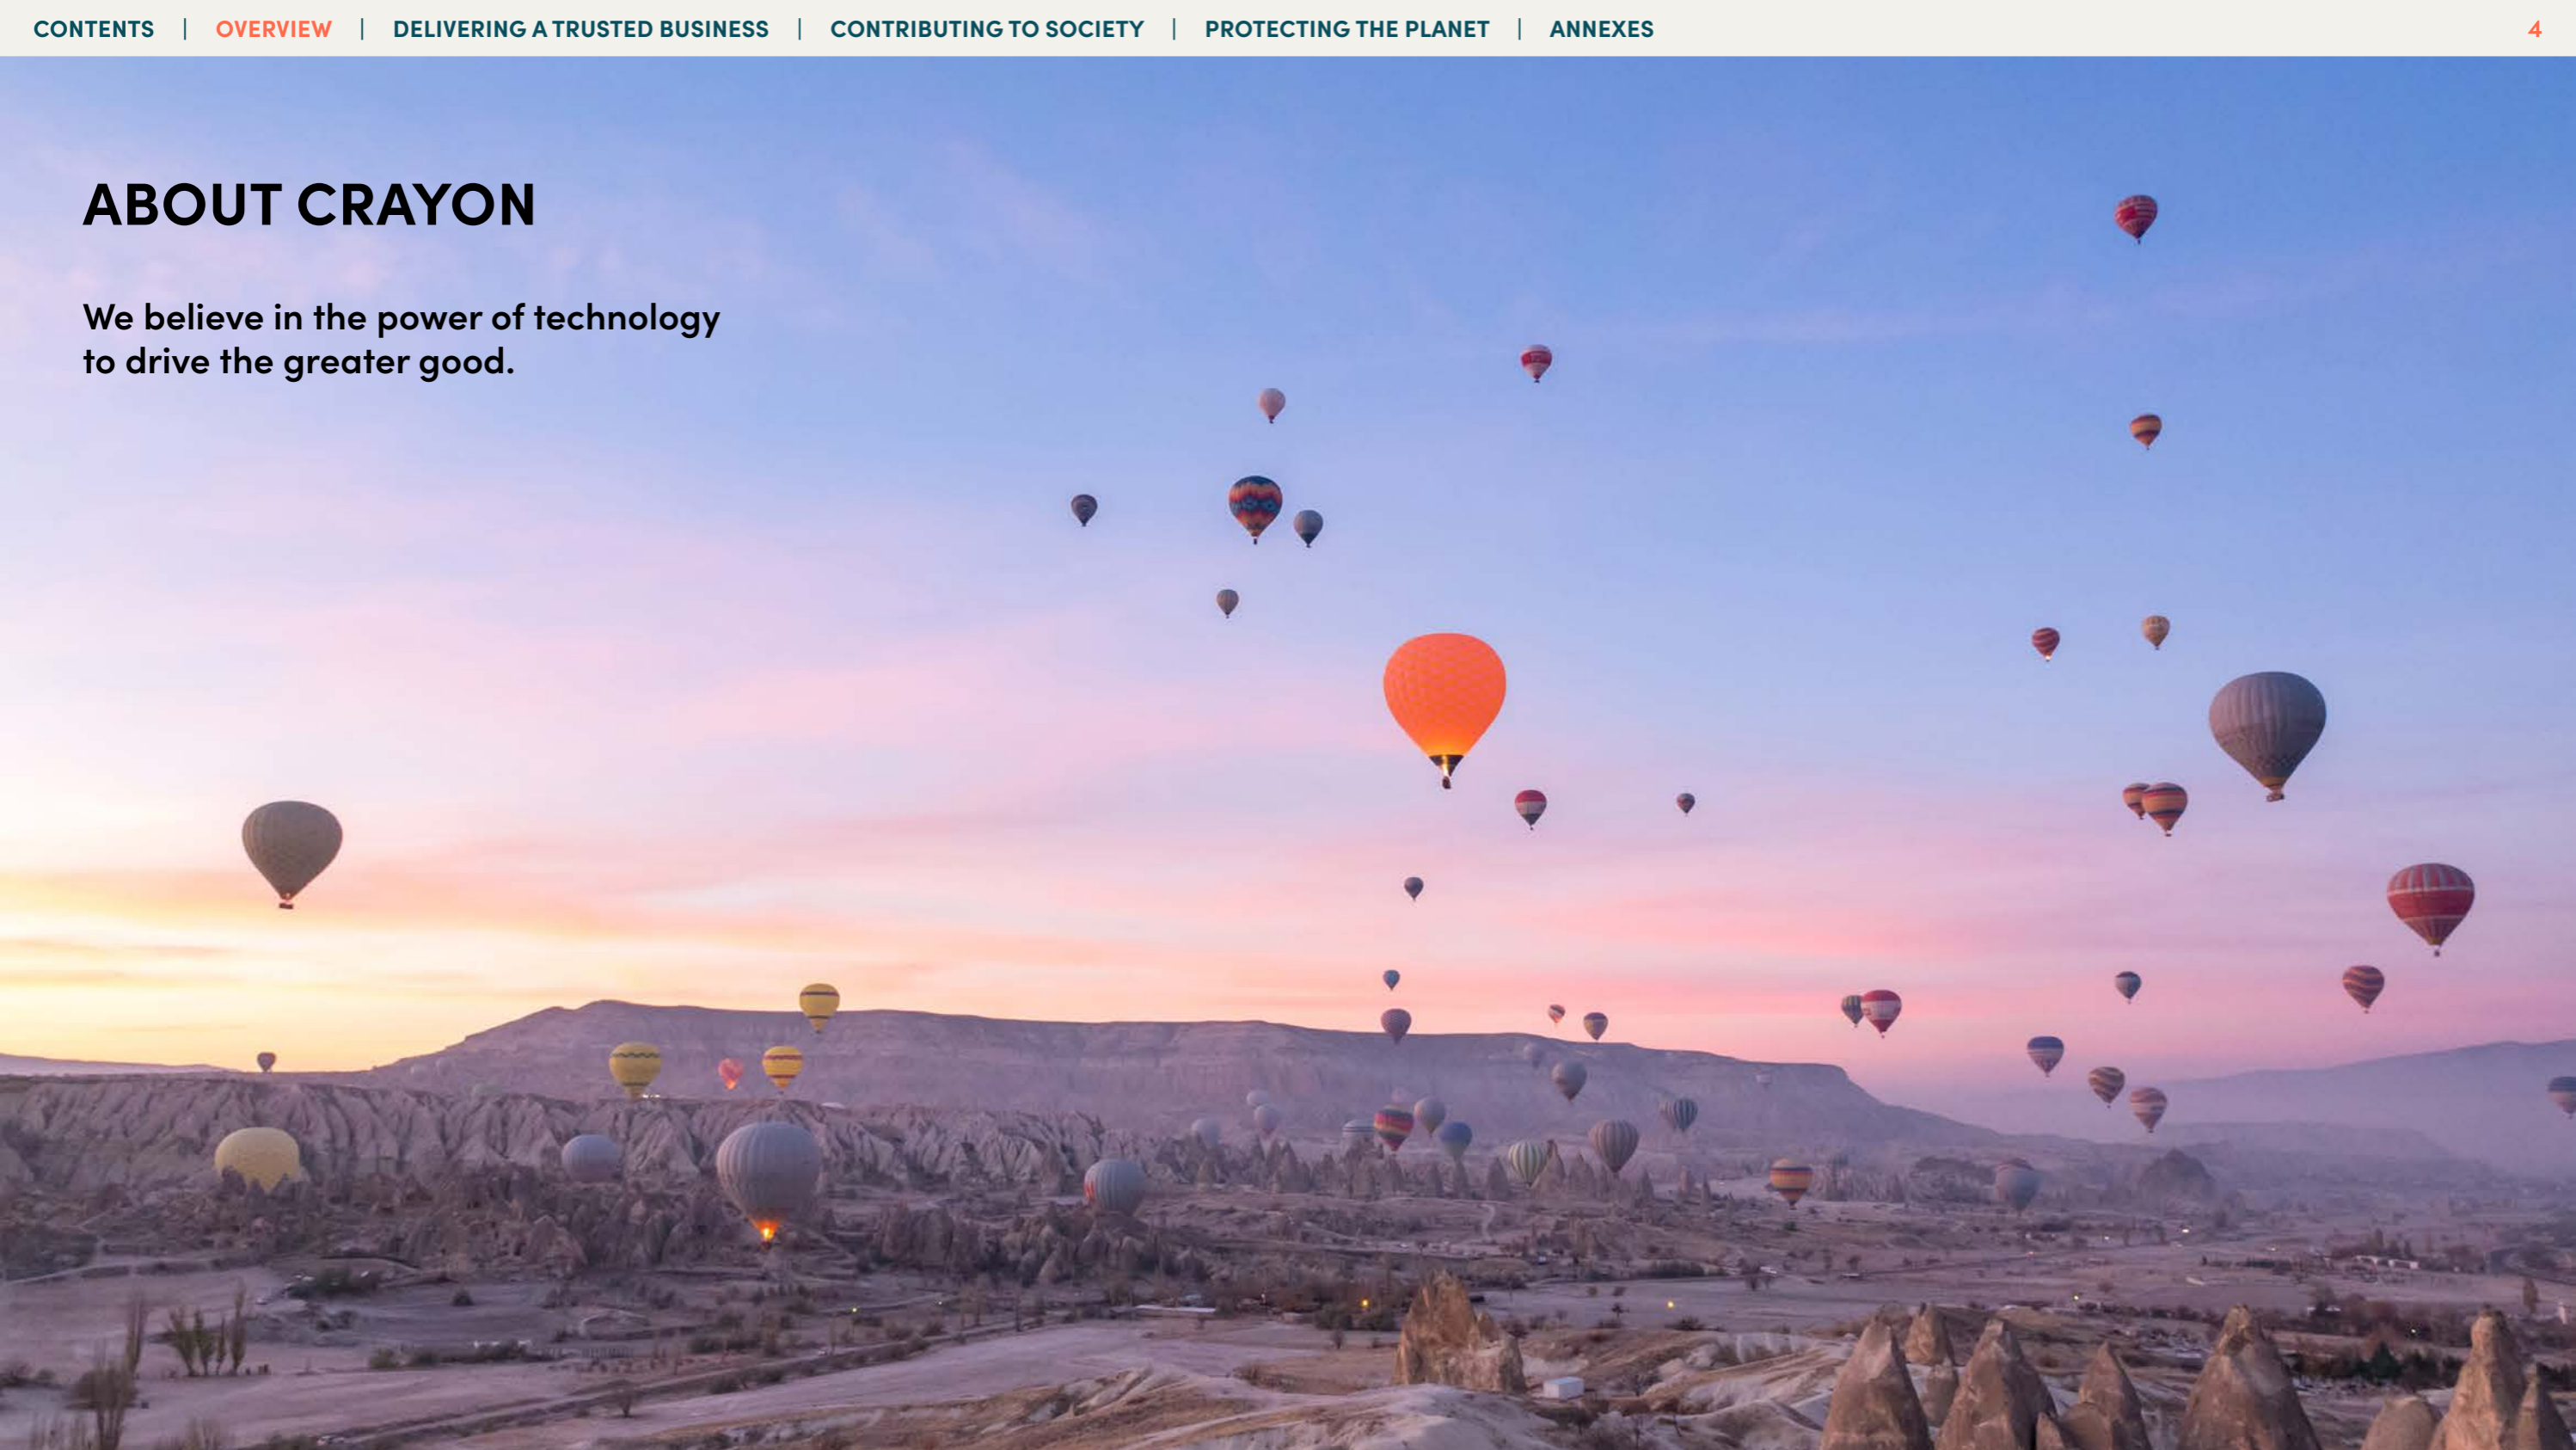 CONTENTS | OVERVIEW | DELIVERING A TRUSTED BUSINESS | CONTRIBUTING TO SOCIETY | PROTECTING THE PLANET | ANNEXES 4
ABOUT CRAYON
We believe in the power of technology
to drive the greater good.